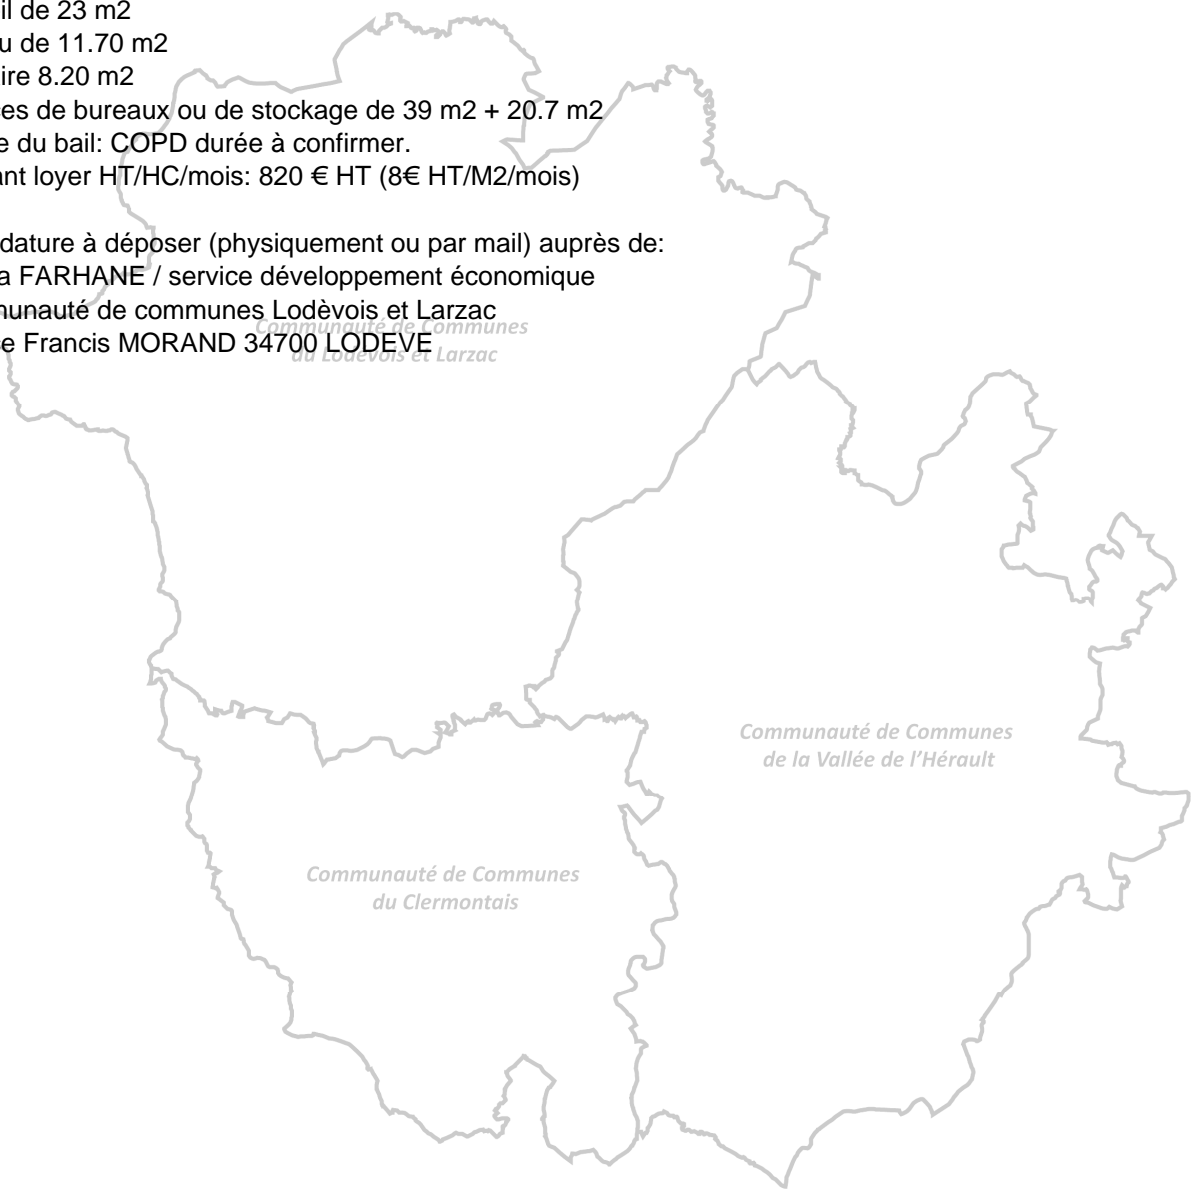 il de 23 m2
u de 11.70 m2
ire 8.20 m2
ces de bureaux ou de stockage de 39 m2 + 20.7 m2
e du bail: COPD durée à confirmer.
ant loyer HT/HC/mois: 820 € HT (8€ HT/M2/mois)
dature à déposer (physiquement ou par mail) auprès de:
a FARHANE / service développement économique
munauté de communes Lodèvois et Larzac
e Francis MORAND 34700 LODEVE
Communauté de Communes
du Lodévois et Larzac
Communauté de Communes
de la Vallée de l'Hérault
Communauté de Communes
du Clermontais